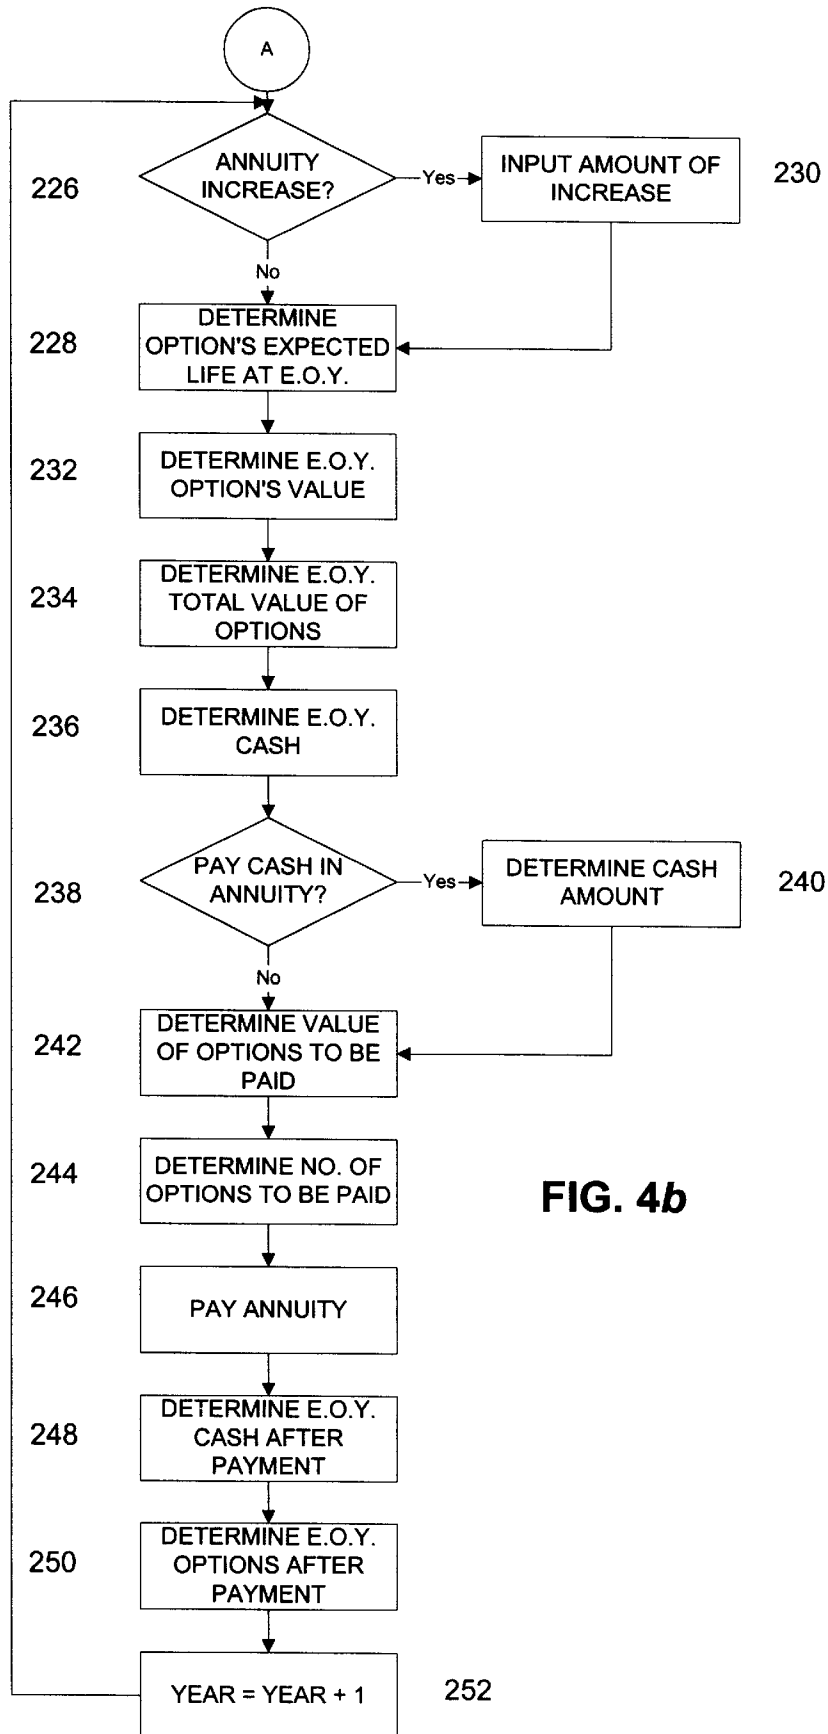 A
226
ANNUITY
INCREASE?
Yes
INPUT AMOUNT OF
INCREASE
230
No
228
DETERMINE
OPTION'S EXPECTED
LIFE AT E.O.Y.
232
DETERMINE E.O.Y.
OPTION'S VALUE
234
DETERMINE E.O.Y.
TOTAL VALUE OF
OPTIONS
236
DETERMINE E.O.Y.
CASH
238
PAY CASH IN
ANNUITY?
Yes
DETERMINE CASH
AMOUNT
240
No
242
DETERMINE VALUE
OF OPTIONS TO BE
PAID
244
DETERMINE NO. OF
OPTIONS TO BE PAID
FIG. 4b
246
PAY ANNUITY
248
DETERMINE E.O.Y.
CASH AFTER
PAYMENT
250
DETERMINE E.O.Y.
OPTIONS AFTER
PAYMENT
YEAR = YEAR + 1
252